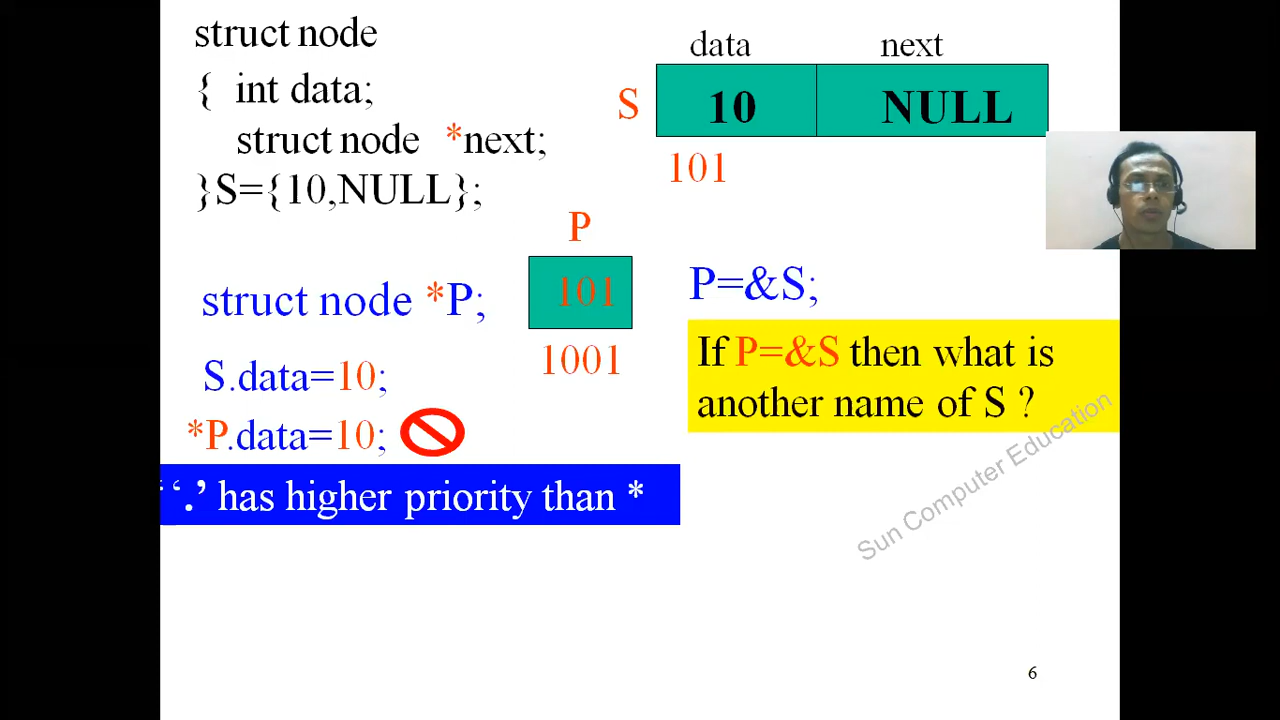 struct node
{ int data;
struct node *next;
}S={10,NULL};
data next
S 10 NULL
101
P
struct node *P; 101
1001
P=&S;
S.data=10;
*P.data=10;
If P=&S then what is
another name of S ?
‘‘.’ has higher priority than *
Sun Computer Education
6